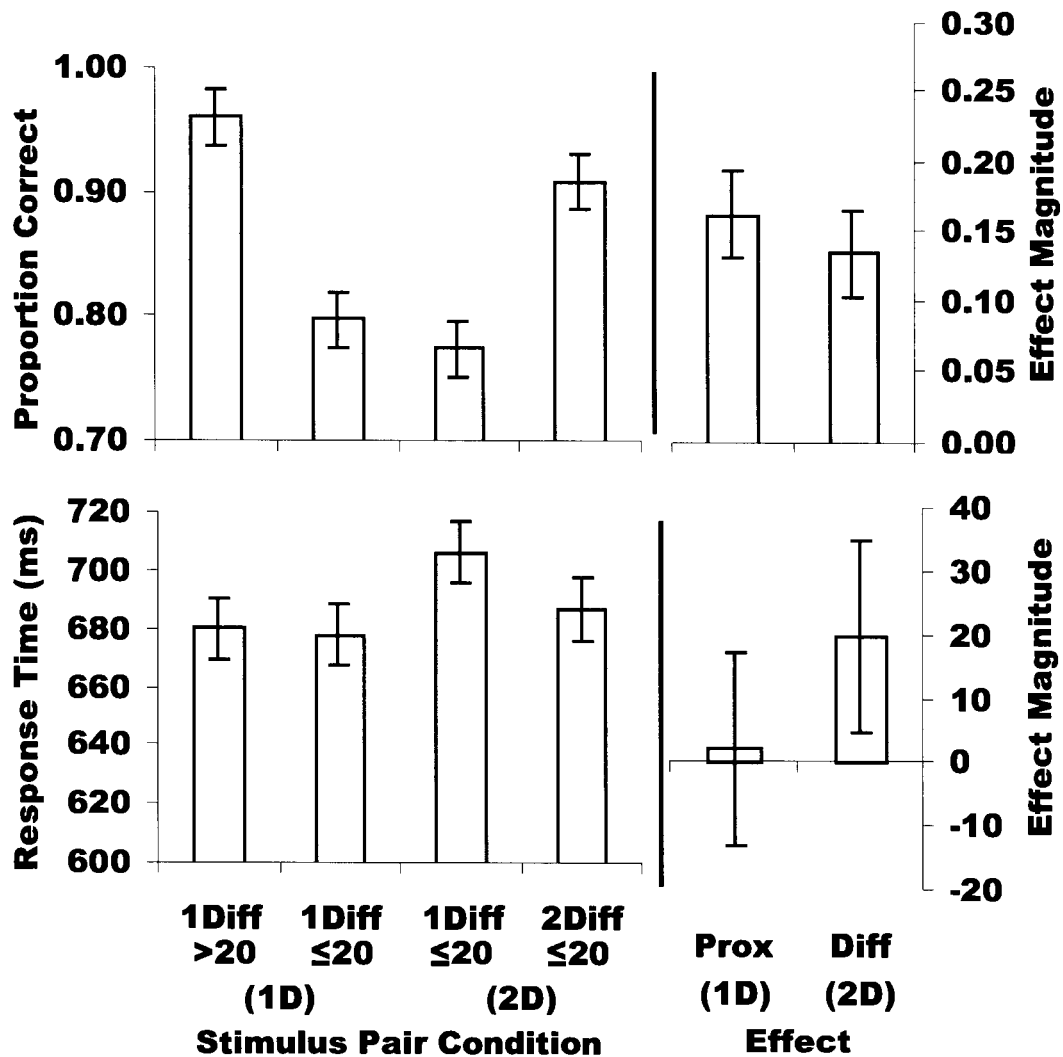 Proportion Correct
1.00
0.90
0.80
0.70
0.30
0.25
0.20
0.15
0.10
0.05
0.00
Effect Magnitude
Response Time (ms)
720
700
680
660
640
620
600
40
30
20
10
0
-10
-20
Effect Magnitude
1Diff 1Diff 1Diff 2Diff
>20 ≤20 ≤20 ≤20
(1D) (2D)
Stimulus Pair Condition
Prox Diff
(1D) (2D)
Effect